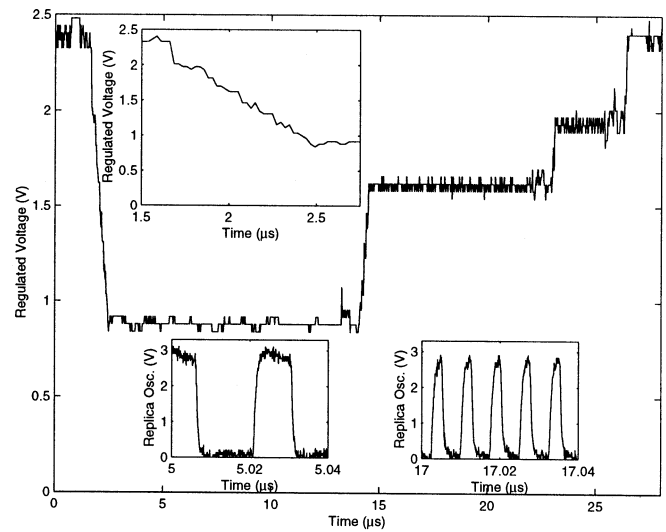 2.5
2
1.5
1
0.5
0
Regulated Voltage (V)
0 5 10 15 20 25
Time (µs)
2.5
2
1.5
1
0.5
0
Regulated Voltage (V)
1.5 2 2.5
Time (µs)
3
2
1
0
Replica Osc. (V)
5 5.02 5.04
Time (µs)
3
2
1
0
Replica Osc. (V)
17 17.02 17.04
Time (µs)